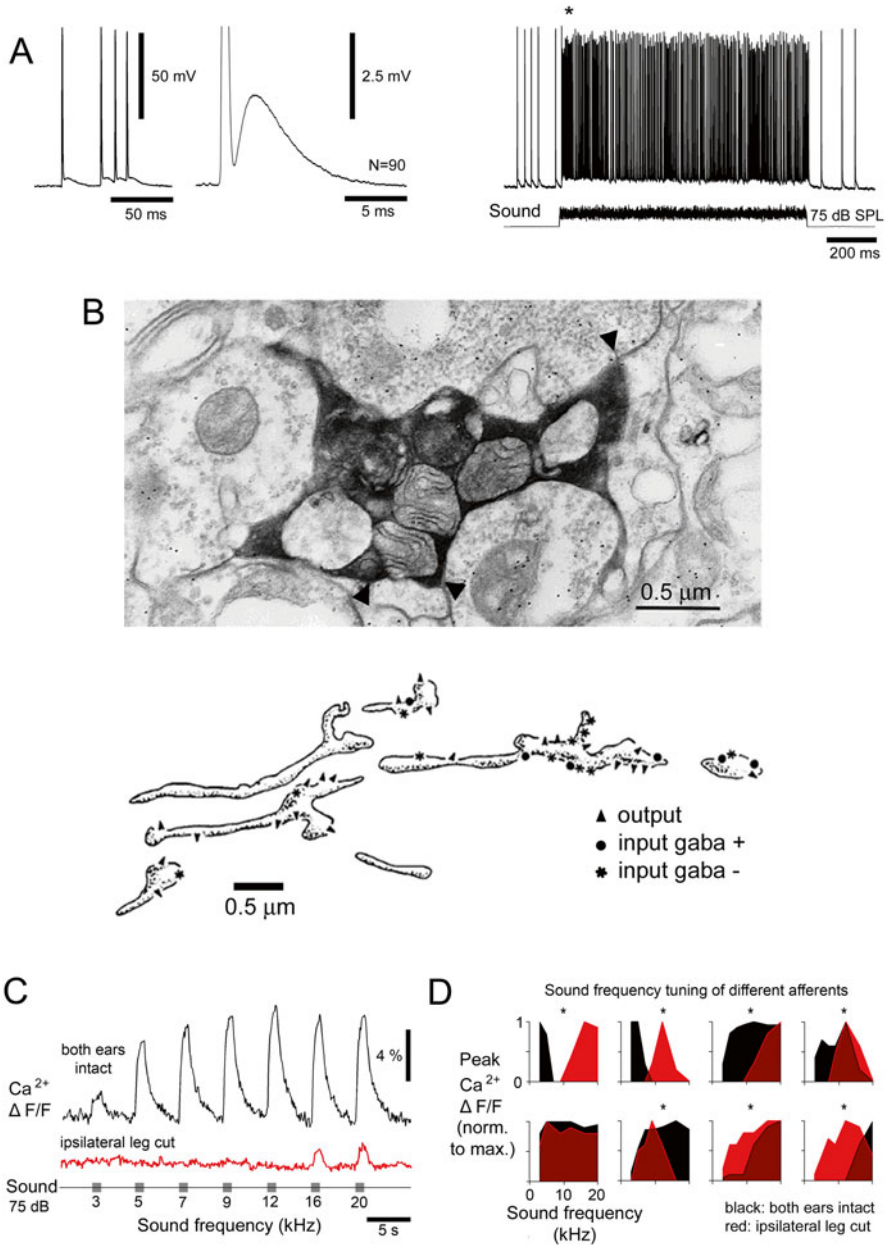 A
50 mV
2.5 mV
N=90
50 ms
5 ms
*
Sound
75 dB SPL
200 ms
B
0.5 μm
▲ output
● input gaba +
* input gaba -
0.5 μm
C
both ears
intact
4 %
Ca2+
Δ F/F
ipsilateral leg cut
Sound
75 dB
3 5 7 9 12 16 20
Sound frequency (kHz)
5 s
D
Sound frequency tuning of different afferents
* * * *
1
0
Peak
Ca2+
Δ F/F
(norm.
to max.)
* * *
0 10 20
Sound frequency
(kHz)
black: both ears intact
red: ipsilateral leg cut